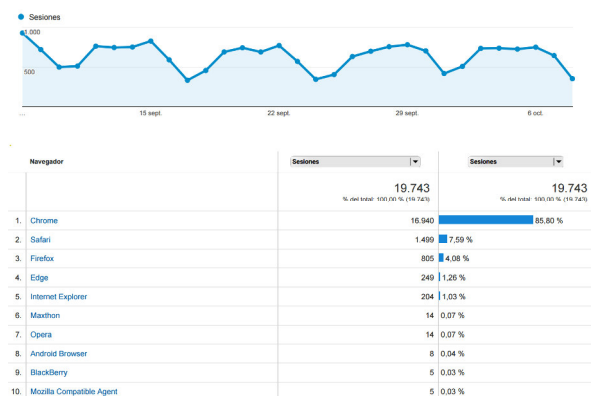 Sesiones
1.000
500
...
15 sept.
22 sept.
29 sept.
6 oct.
Navegador
Sesiones
Sesiones
19.743
19.743
% del total: 100,00 % (19.743)
% del total: 100,00 % (19.743)
1. Chrome 16.940 85,80 %
2. Safari 1.499 7,59 %
3. Firefox 805 4,08 %
4. Edge 249 1,26 %
5. Internet Explorer 204 1,03 %
6. Maxthon 14 0,07 %
7. Opera 14 0,07 %
8. Android Browser 8 0,04 %
9. BlackBerry 5 0,03 %
10. Mozilla Compatible Agent 5 0,03 %